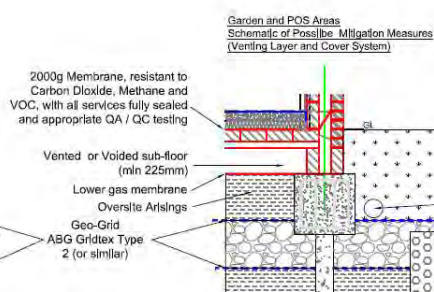 Garden and POS Areas
Schematic of Possilbe Mitigation Measures
(Venting Layer and Cover System)
2000g Membrane, resistant to
Carbon Dioxide, Methane and
VOC, with all services fully sealed
and appropriate QA / QC testing
GL
Vented or Voided sub-floor
(min 225mm)
Lower gas membrane
Oversite Arisings
Geo-Grid
ABG Gridtex Type
2 (or similar)